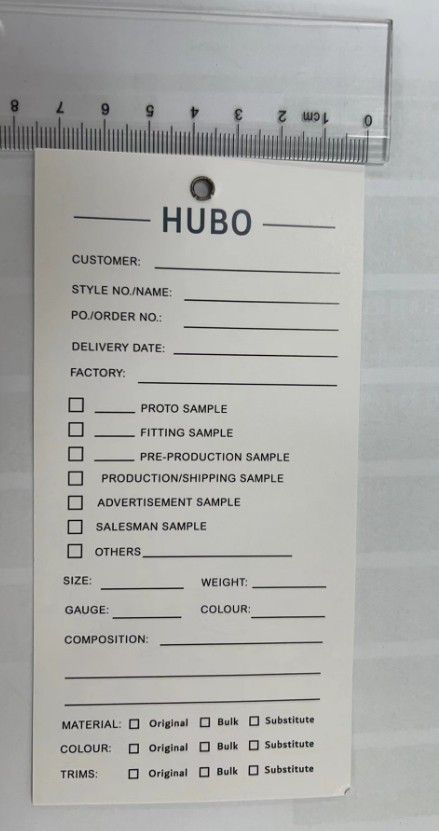 8 7 6 5 4 3 2 1cm 0
HUBO
CUSTOMER:
STYLE NO./NAME:
PO./ORDER NO.:
DELIVERY DATE:
FACTORY:
PROTO SAMPLE
FITTING SAMPLE
PRE-PRODUCTION SAMPLE
PRODUCTION/SHIPPING SAMPLE
ADVERTISEMENT SAMPLE
SALESMAN SAMPLE
OTHERS
SIZE: WEIGHT:
GAUGE: COLOUR:
COMPOSITION:
MATERIAL: Original Bulk Substitute
COLOUR: Original Bulk Substitute
TRIMS: Original Bulk Substitute